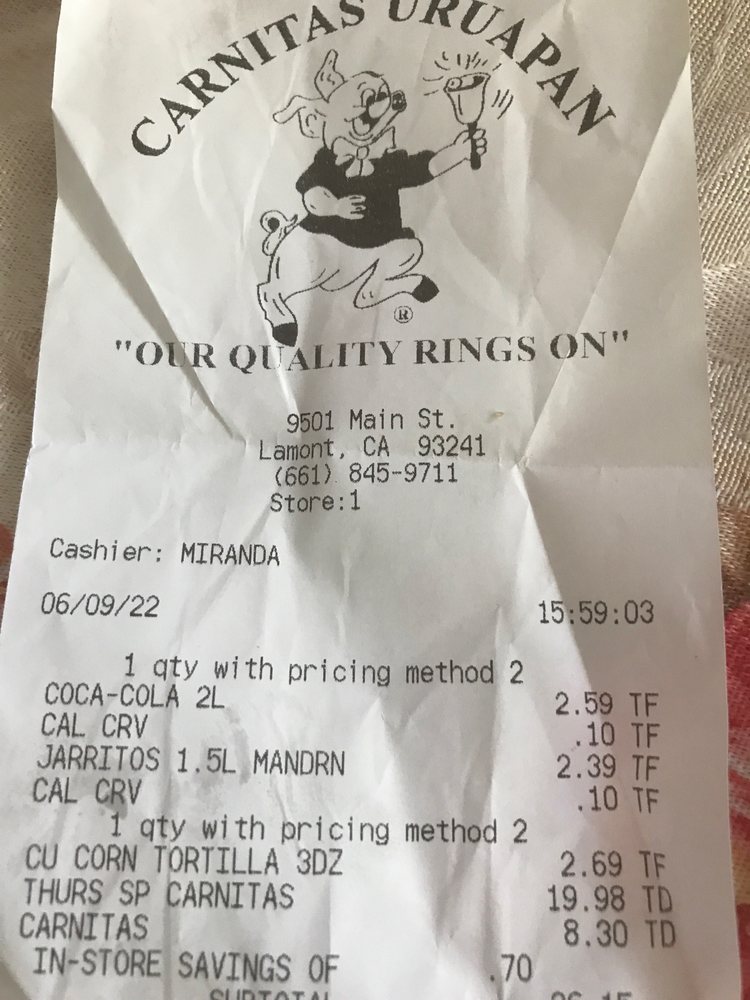 CARNITAS URUAPAN
®
"OUR QUALITY RINGS ON"
9501 Main St.
Lamont, CA 93241
(661) 845-9711
Store:1
Cashier: MIRANDA
06/09/22 15:59:03
1 qty with pricing method 2
COCA-COLA 2L 2.59 TF
CAL CRV .10 TF
JARRITOS 1.5L MANDRN 2.39 TF
CAL CRV .10 TF
1 qty with pricing method 2
CU CORN TORTILLA 3DZ 2.69 TF
THURS SP CARNITAS 19.98 TD
CARNITAS 8.30 TD
IN-STORE SAVINGS OF .70
SUBTOTAL